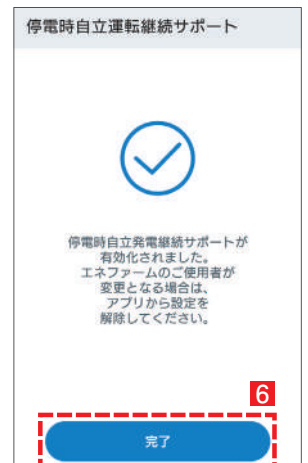 停電時自立運転継続サポート
停電時自立発電継続サポートが
有効化されました。
エネファームのご使用者が
変更となる場合は、
アプリから設定を
解除してください。
6
完了